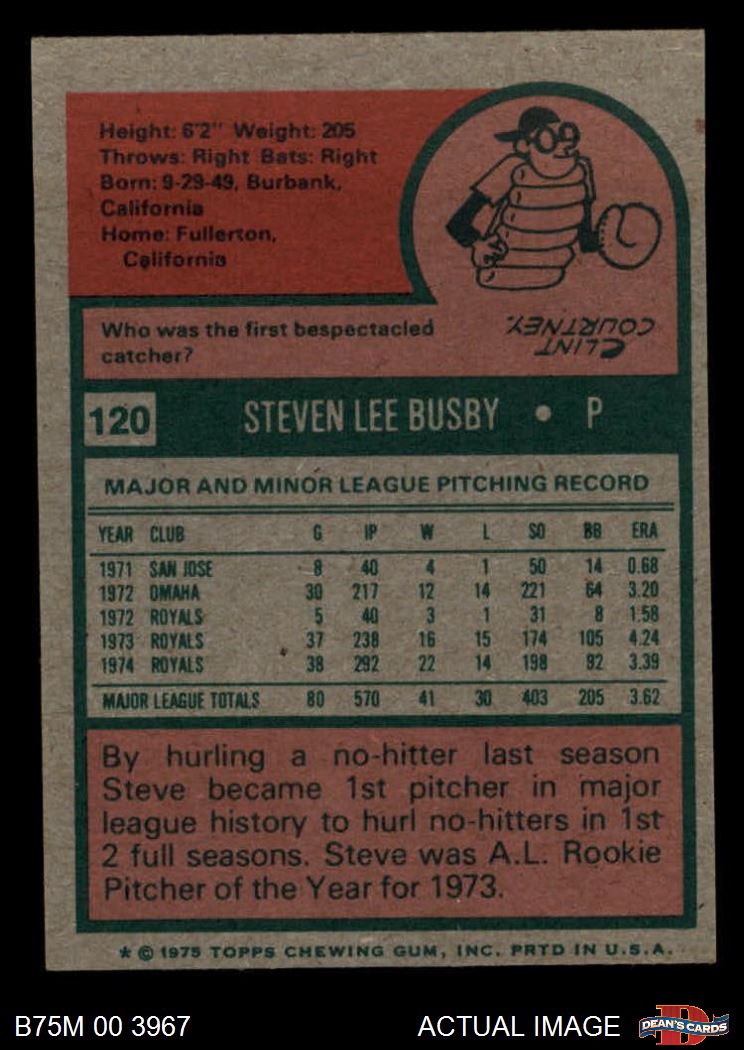 Height: 6'2" Weight: 205
Throws: Right Bats: Right
Born: 9-29-49, Burbank,
California
Home: Fullerton,
California
Who was the first bespectacled
catcher?
CLINT
COURTNEY.
120 STEVEN LEE BUSBY • P
MAJOR AND MINOR LEAGUE PITCHING RECORD
YEAR CLUB G IP W L SO BB ERA
1971 SAN JOSE 8 40 4 1 50 14 0.68
1972 OMAHA 30 217 12 14 221 64 3.20
1972 ROYALS 5 40 3 1 31 8 1.58
1973 ROYALS 37 238 16 15 174 105 4.24
1974 ROYALS 38 292 22 14 198 92 3.39
MAJOR LEAGUE TOTALS 80 570 41 30 403 205 3.62
By hurling a no-hitter last season
Steve became 1st pitcher in major
league history to hurl no-hitters in 1st
2 full seasons. Steve was A.L. Rookie
Pitcher of the Year for 1973.
* © 1975 TOPPS CHEWING GUM, INC. PRTD IN U.S.A.
B75M 00 3967 ACTUAL IMAGE DEAN'S CARDS